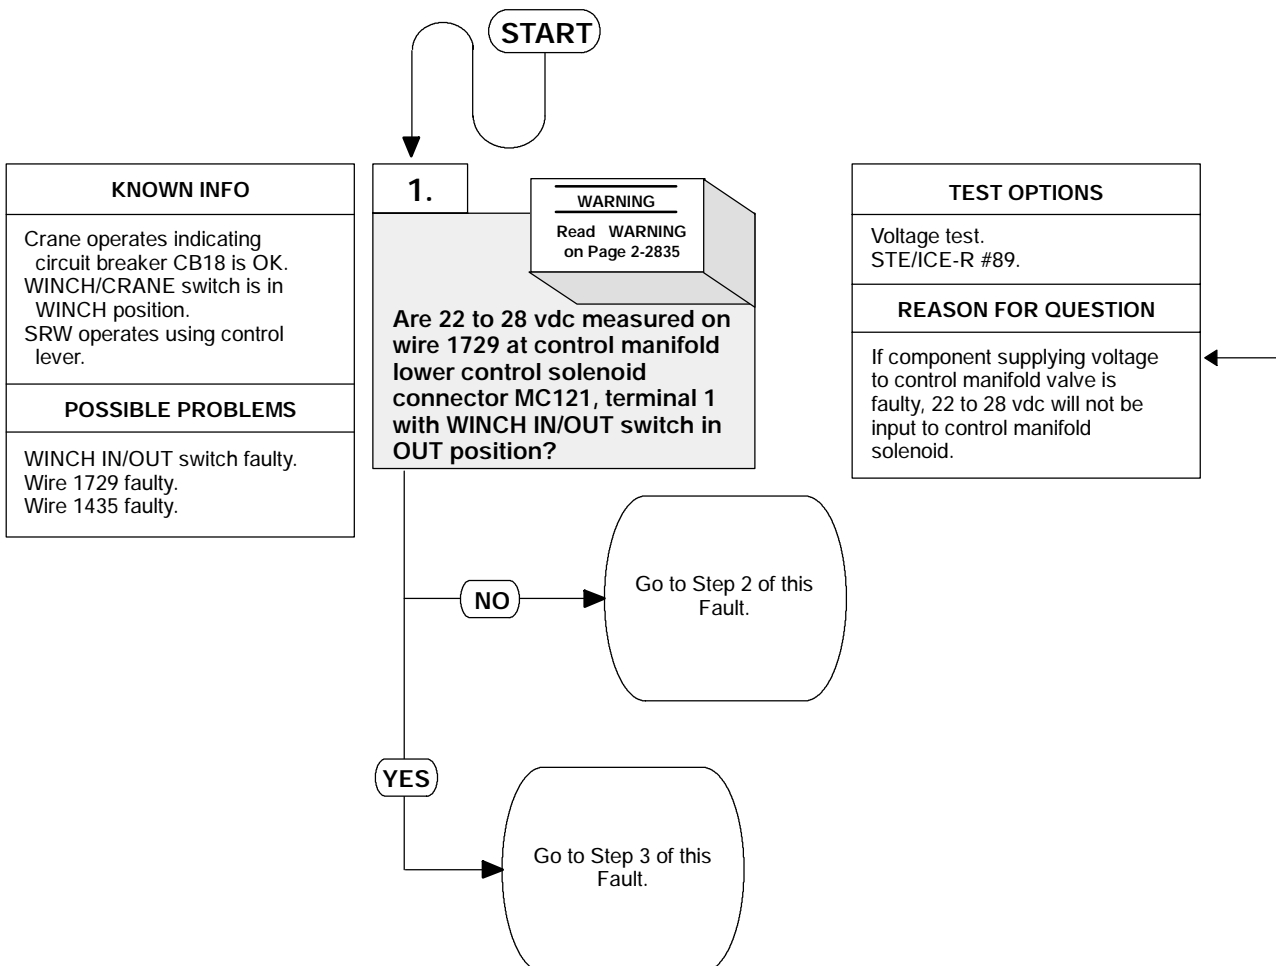 START
KNOWN INFO
Crane operates indicating
circuit breaker CB18 is OK.
WINCH/CRANE switch is in
WINCH position.
SRW operates using control
lever.
POSSIBLE PROBLEMS
WINCH IN/OUT switch faulty.
Wire 1729 faulty.
Wire 1435 faulty.
1.
WARNING
Read WARNING
on Page 2-2835
Are 22 to 28 vdc measured on
wire 1729 at control manifold
lower control solenoid
connector MC121, terminal 1
with WINCH IN/OUT switch in
OUT position?
TEST OPTIONS
Voltage test.
STE/ICE-R #89.
REASON FOR QUESTION
If component supplying voltage
to control manifold valve is
faulty, 22 to 28 vdc will not be
input to control manifold
solenoid.
NO
Go to Step 2 of this
Fault.
YES
Go to Step 3 of this
Fault.